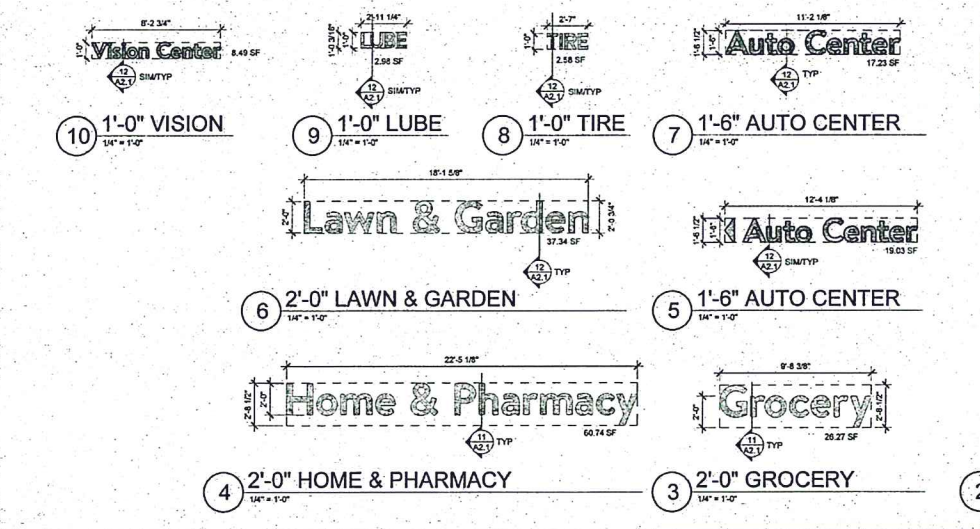 8'-2 3/4"
1'-0"
Vision Center
8.49 SF
12
A2.1
SIM/TYP
10
1'-0" VISION
1/4" = 1'-0"
2'-11 1/4"
1'-0 3/16"
1'-0"
LUBE
2.98 SF
12
A2.1
SIM/TYP
9
1'-0" LUBE
1/4" = 1'-0"
2'-7"
1'-0"
TIRE
2.58 SF
12
A2.1
SIM/TYP
8
1'-0" TIRE
1/4" = 1'-0"
11'-2 1/8"
1'-6 1/2"
1'-6"
Auto Center
17.23 SF
12
A2.1
TYP
7
1'-6" AUTO CENTER
1/4" = 1'-0"
18'-1 5/8"
2'-0"
Lawn & Garden
2'-0 3/4"
37.34 SF
12
A2.1
TYP
6
2'-0" LAWN & GARDEN
1/4" = 1'-0"
12'-4 1/8"
1'-6 1/2"
1'-6"
Auto Center
19.03 SF
12
A2.1
SIM/TYP
5
1'-6" AUTO CENTER
1/4" = 1'-0"
22'-5 1/8"
2'-8 1/2"
2'-0"
Home & Pharmacy
60.74 SF
11
A2.1
TYP
4
2'-0" HOME & PHARMACY
1/4" = 1'-0"
9'-8 3/8"
2'-0"
Grocery
2'-8 1/2"
26.27 SF
11
A2.1
TYP
3
2'-0" GROCERY
1/4" = 1'-0"